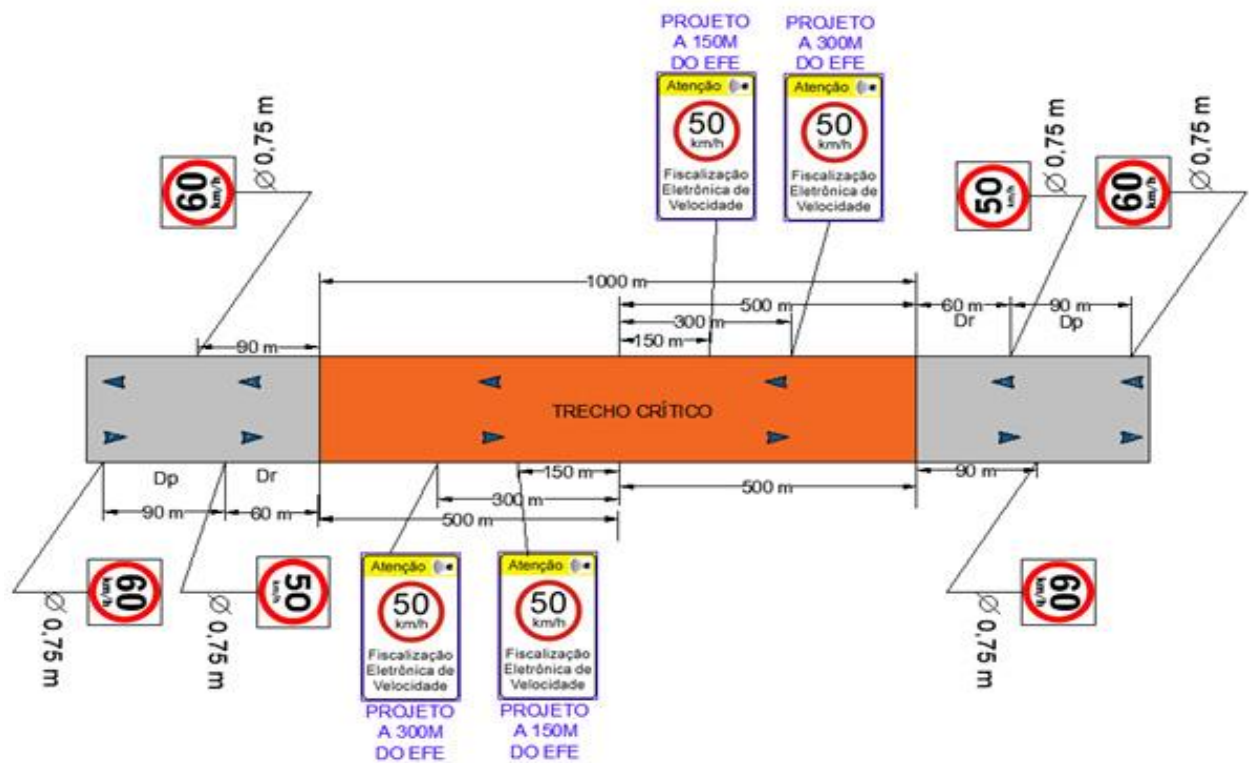 PROJETO
A 150M
DO EFE
PROJETO
A 300M
DO EFE
Atenção
50
km/h
Fiscalização
Eletrônica de
Velocidade
Atenção
50
km/h
Fiscalização
Eletrônica de
Velocidade
60
km/h
Ø 0,75 m
50
km/h
Ø 0,75 m
60
km/h
Ø 0,75 m
1000 m
500 m
60 m
90 m
300 m
Dr
Dp
150 m
90 m
TRECHO CRÍTICO
Dp
Dr
150 m
90 m
300 m
500 m
90 m
60 m
500 m
60
km/h
Ø 0,75 m
50
km/h
Ø 0,75 m
Atenção
50
km/h
Fiscalização
Eletrônica de
Velocidade
Atenção
50
km/h
Fiscalização
Eletrônica de
Velocidade
60
km/h
Ø 0,75 m
PROJETO
A 300M
DO EFE
PROJETO
A 150M
DO EFE